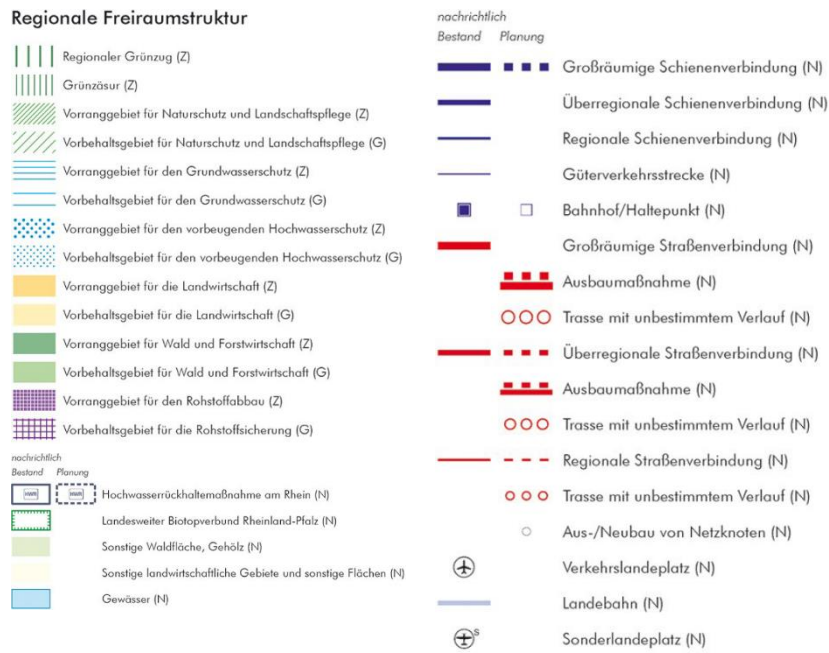 Regionale Freiraumstruktur
Regionaler Grünzug (Z)
Grünzäsur (Z)
Vorranggebiet für Naturschutz und Landschaftspflege (Z)
Vorbehaltsgebiet für Naturschutz und Landschaftspflege (G)
Vorranggebiet für den Grundwasserschutz (Z)
Vorbehaltsgebiet für den Grundwasserschutz (G)
Vorranggebiet für den vorbeugenden Hochwasserschutz (Z)
Vorbehaltsgebiet für den vorbeugenden Hochwasserschutz (G)
Vorranggebiet für die Landwirtschaft (Z)
Vorbehaltsgebiet für die Landwirtschaft (G)
Vorranggebiet für Wald und Forstwirtschaft (Z)
Vorbehaltsgebiet für Wald und Forstwirtschaft (G)
Vorranggebiet für den Rohstoffabbau (Z)
Vorbehaltsgebiet für die Rohstoffsicherung (G)
nachrichtlich
Bestand Planung
HWR HWR Hochwasserrückhaltemaßnahme am Rhein (N)
Landesweiter Biotopverbund Rheinland-Pfalz (N)
Sonstige Waldfläche, Gehölz (N)
Sonstige landwirtschaftliche Gebiete und sonstige Flächen (N)
Gewässer (N)
nachrichtlich
Bestand Planung
Großräumige Schienenverbindung (N)
Überregionale Schienenverbindung (N)
Regionale Schienenverbindung (N)
Güterverkehrsstrecke (N)
Bahnhof/Haltepunkt (N)
Großräumige Straßenverbindung (N)
Ausbaumaßnahme (N)
Trasse mit unbestimmtem Verlauf (N)
Überregionale Straßenverbindung (N)
Ausbaumaßnahme (N)
Trasse mit unbestimmtem Verlauf (N)
Regionale Straßenverbindung (N)
Trasse mit unbestimmtem Verlauf (N)
Aus-/Neubau von Netzknoten (N)
Verkehrslandeplatz (N)
Landebahn (N)
S Sonderlandeplatz (N)